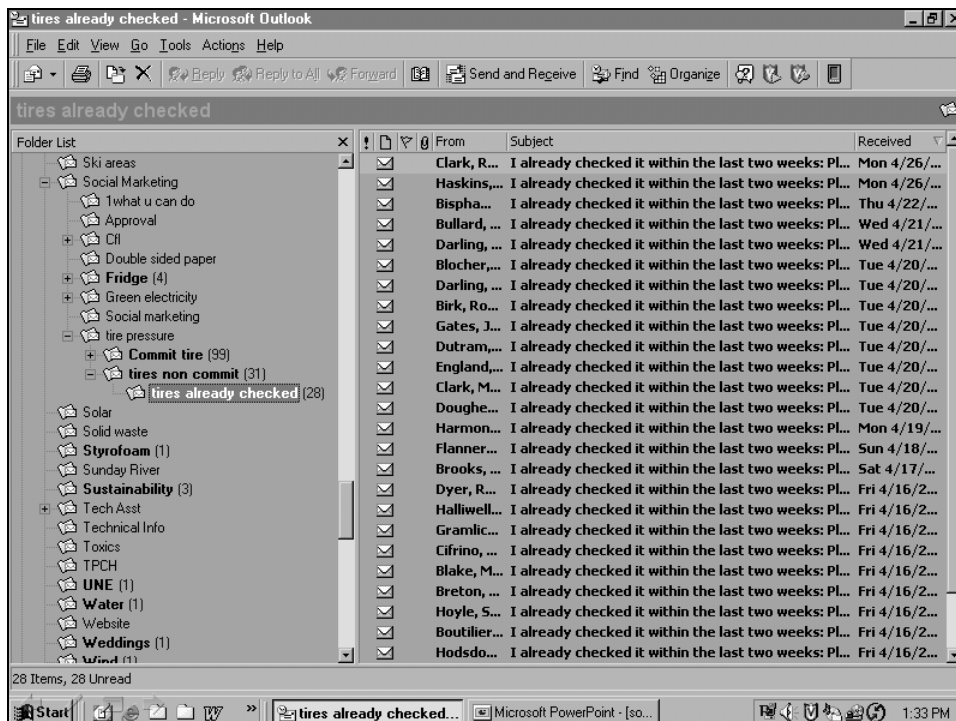 tires already checked - Microsoft Outlook
File Edit View Go Tools Actions Help
Reply Reply to All Forward Send and Receive Find Organize
tires already checked
Folder List
! From Subject Received
Ski areas
Social Marketing
1what u can do
Approval
Cfl
Double sided paper
Fridge (4)
Green electricity
Social marketing
tire pressure
Commit tire (99)
tires non commit (31)
tires already checked (28)
Solar
Solid waste
Styrofoam (1)
Sunday River
Sustainability (3)
Tech Asst
Technical Info
Toxics
TPCH
UNE (1)
Water (1)
Website
Weddings (1)
Wind (1)
Clark, R... I already checked it within the last two weeks: Pl... Mon 4/26/...
Haskins,... I already checked it within the last two weeks: Pl... Mon 4/26/...
Bispha... I already checked it within the last two weeks: Pl... Thu 4/22/...
Bullard, ... I already checked it within the last two weeks: Pl... Wed 4/21/...
Darling, ... I already checked it within the last two weeks: Pl... Wed 4/21/...
Blocher,... I already checked it within the last two weeks: Pl... Tue 4/20/...
Darling, ... I already checked it within the last two weeks: Pl... Tue 4/20/...
Birk, Ro... I already checked it within the last two weeks: Pl... Tue 4/20/...
Gates, J... I already checked it within the last two weeks: Pl... Tue 4/20/...
Dutram,... I already checked it within the last two weeks: Pl... Tue 4/20/...
England,... I already checked it within the last two weeks: Pl... Tue 4/20/...
Clark, M... I already checked it within the last two weeks: Pl... Tue 4/20/...
Doughe... I already checked it within the last two weeks: Pl... Tue 4/20/...
Harmon... I already checked it within the last two weeks: Pl... Mon 4/19/...
Flanner... I already checked it within the last two weeks: Pl... Sun 4/18/...
Brooks, ... I already checked it within the last two weeks: Pl... Sat 4/17/...
Dyer, R... I already checked it within the last two weeks: Pl... Fri 4/16/2...
Halliwell... I already checked it within the last two weeks: Pl... Fri 4/16/2...
Gramlic... I already checked it within the last two weeks: Pl... Fri 4/16/2...
Cifrino, ... I already checked it within the last two weeks: Pl... Fri 4/16/2...
Blake, M... I already checked it within the last two weeks: Pl... Fri 4/16/2...
Breton, ... I already checked it within the last two weeks: Pl... Fri 4/16/2...
Hoyle, S... I already checked it within the last two weeks: Pl... Fri 4/16/2...
Boutilier... I already checked it within the last two weeks: Pl... Fri 4/16/2...
Hodsdo... I already checked it within the last two weeks: Pl... Fri 4/16/2...
28 Items, 28 Unread
Start » tires already checked... Microsoft PowerPoint - [so... 1:33 PM